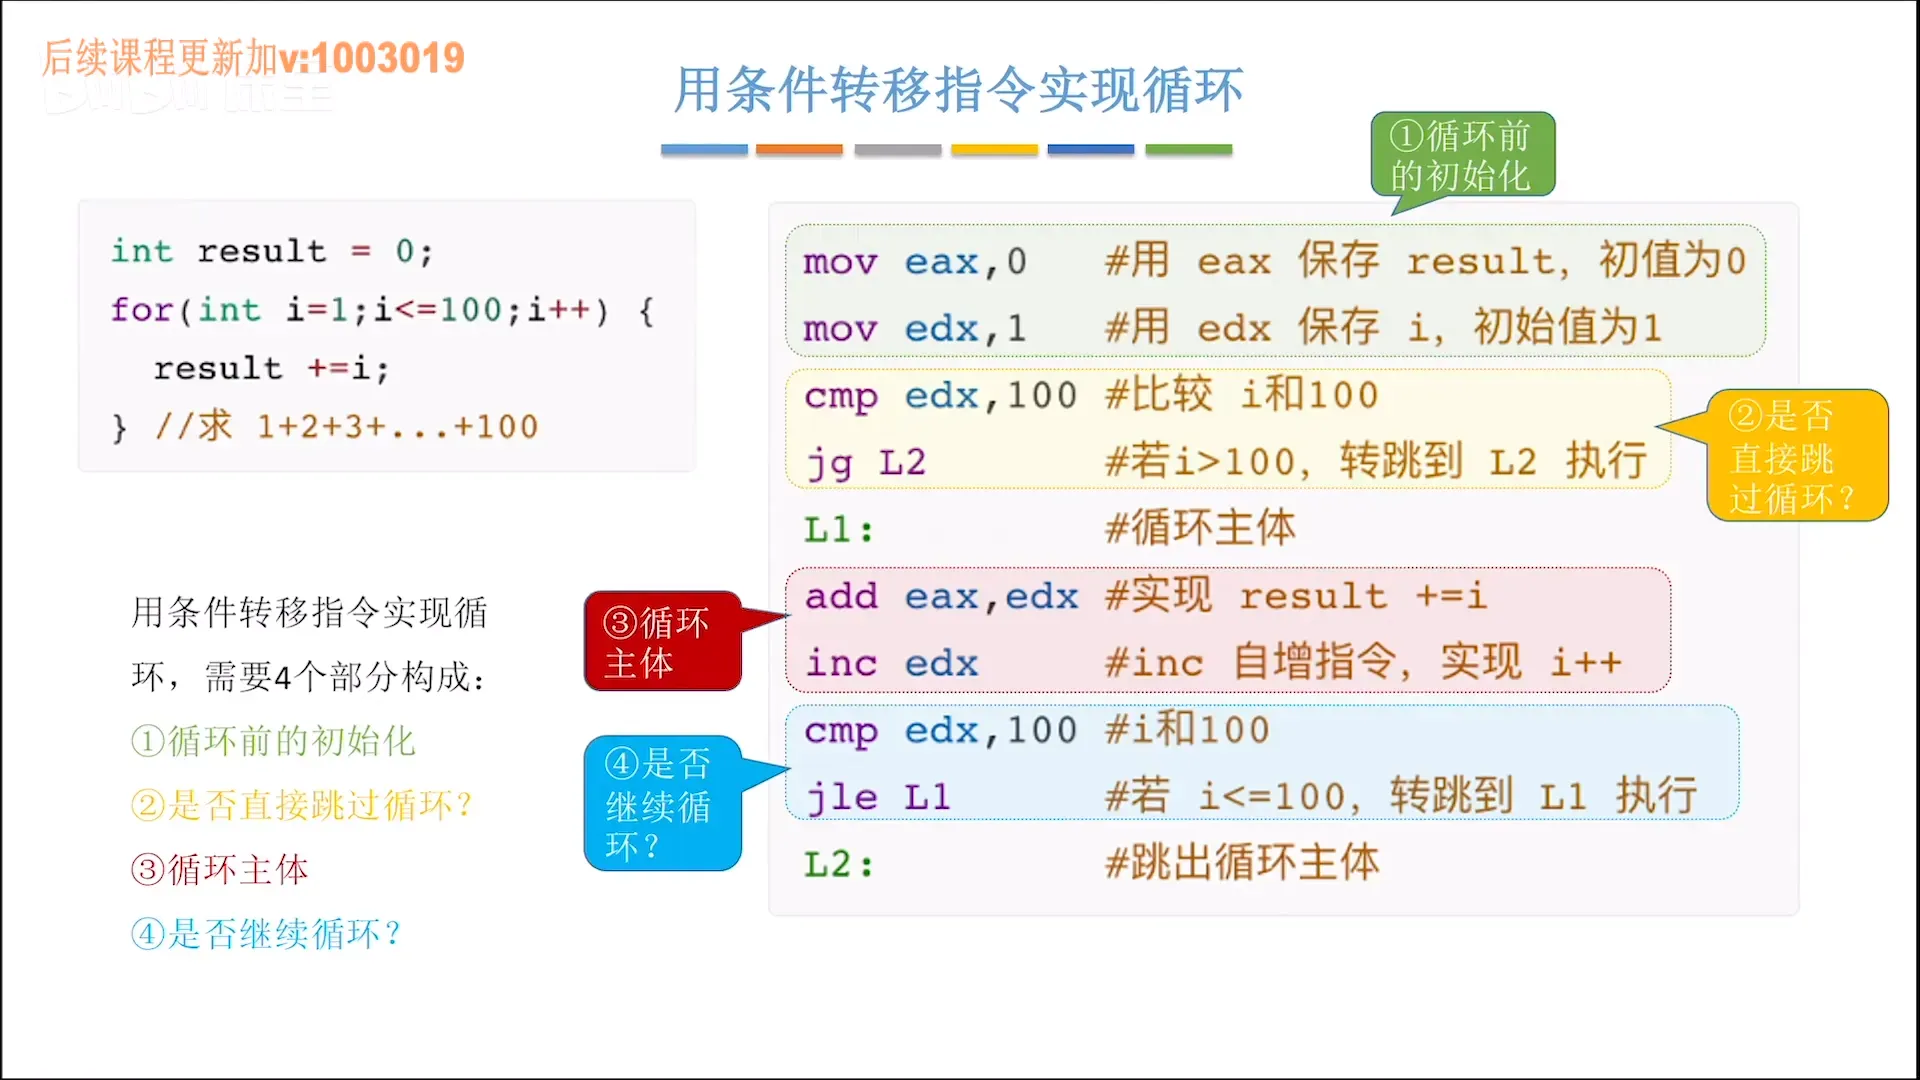 后续课程更新加v:1003019
用条件转移指令实现循环
int result = 0;
for(int i=1;i<=100;i++) {
result +=i;
} //求 1+2+3+...+100
用条件转移指令实现循
环，需要4个部分构成：
①循环前的初始化
②是否直接跳过循环？
③循环主体
④是否继续循环？
①循环前
的初始化
mov eax,0 #用 eax 保存 result，初值为0
mov edx,1 #用 edx 保存 i，初始值为1
cmp edx,100 #比较 i和100
jg L2 #若i>100，转跳到 L2 执行
②是否
直接跳
过循环？
L1: #循环主体
③循环
主体
add eax,edx #实现 result +=i
inc edx #inc 自增指令，实现 i++
④是否
继续循
环？
cmp edx,100 #i和100
jle L1 #若 i<=100，转跳到 L1 执行
L2: #跳出循环主体